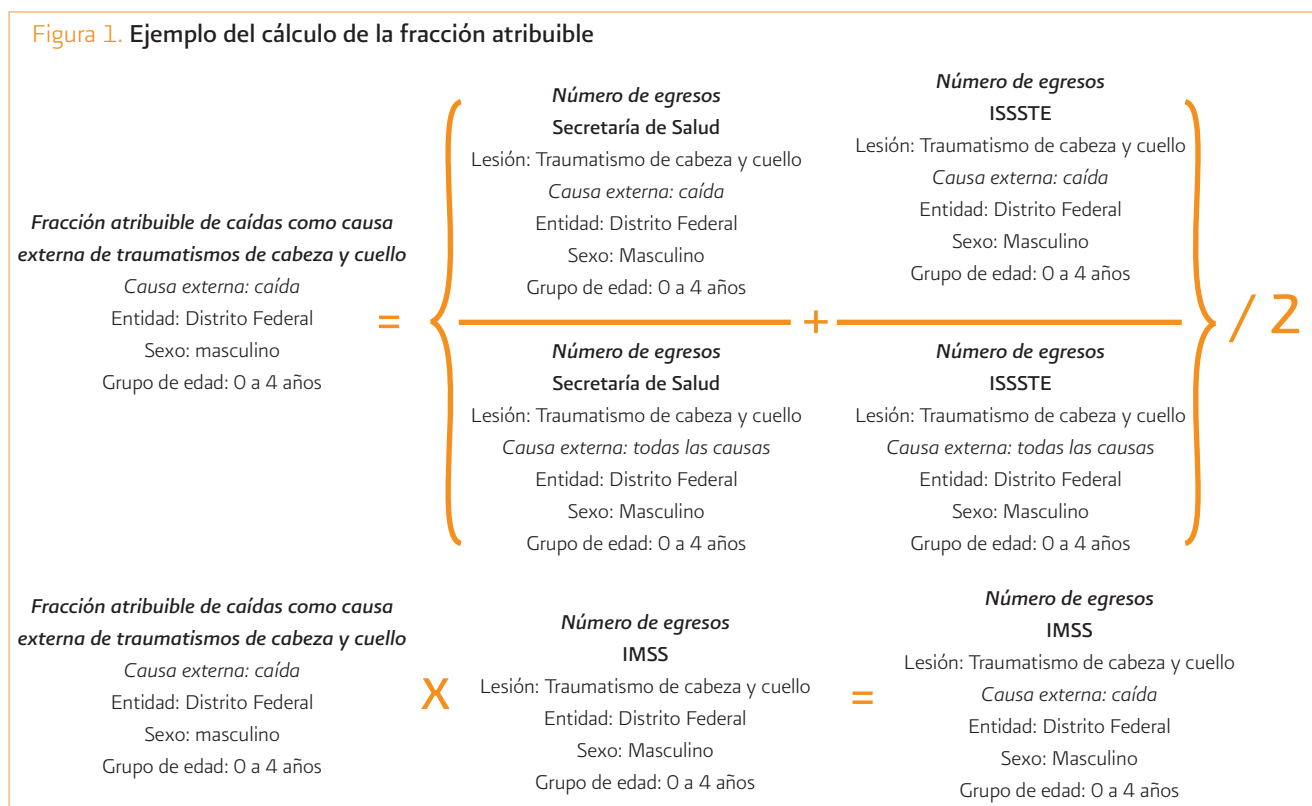 Figura 1. Ejemplo del cálculo de la fracción atribuible
Fracción atribuible de caídas como causa
externa de traumatismos de cabeza y cuello
Causa externa: caída
Entidad: Distrito Federal
Sexo: masculino
Grupo de edad: 0 a 4 años
=
Número de egresos
Secretaría de Salud
Lesión: Traumatismo de cabeza y cuello
Causa externa: caída
Entidad: Distrito Federal
Sexo: Masculino
Grupo de edad: 0 a 4 años
Número de egresos
Secretaría de Salud
Lesión: Traumatismo de cabeza y cuello
Causa externa: todas las causas
Entidad: Distrito Federal
Sexo: Masculino
Grupo de edad: 0 a 4 años
+
Número de egresos
ISSSTE
Lesión: Traumatismo de cabeza y cuello
Causa externa: caída
Entidad: Distrito Federal
Sexo: Masculino
Grupo de edad: 0 a 4 años
Número de egresos
ISSSTE
Lesión: Traumatismo de cabeza y cuello
Causa externa: todas las causas
Entidad: Distrito Federal
Sexo: Masculino
Grupo de edad: 0 a 4 años
/ 2
Fracción atribuible de caídas como causa
externa de traumatismos de cabeza y cuello
Causa externa: caída
Entidad: Distrito Federal
Sexo: masculino
Grupo de edad: 0 a 4 años
X
Número de egresos
IMSS
Lesión: Traumatismo de cabeza y cuello
Entidad: Distrito Federal
Sexo: Masculino
Grupo de edad: 0 a 4 años
=
Número de egresos
IMSS
Lesión: Traumatismo de cabeza y cuello
Causa externa: caída
Entidad: Distrito Federal
Sexo: Masculino
Grupo de edad: 0 a 4 años